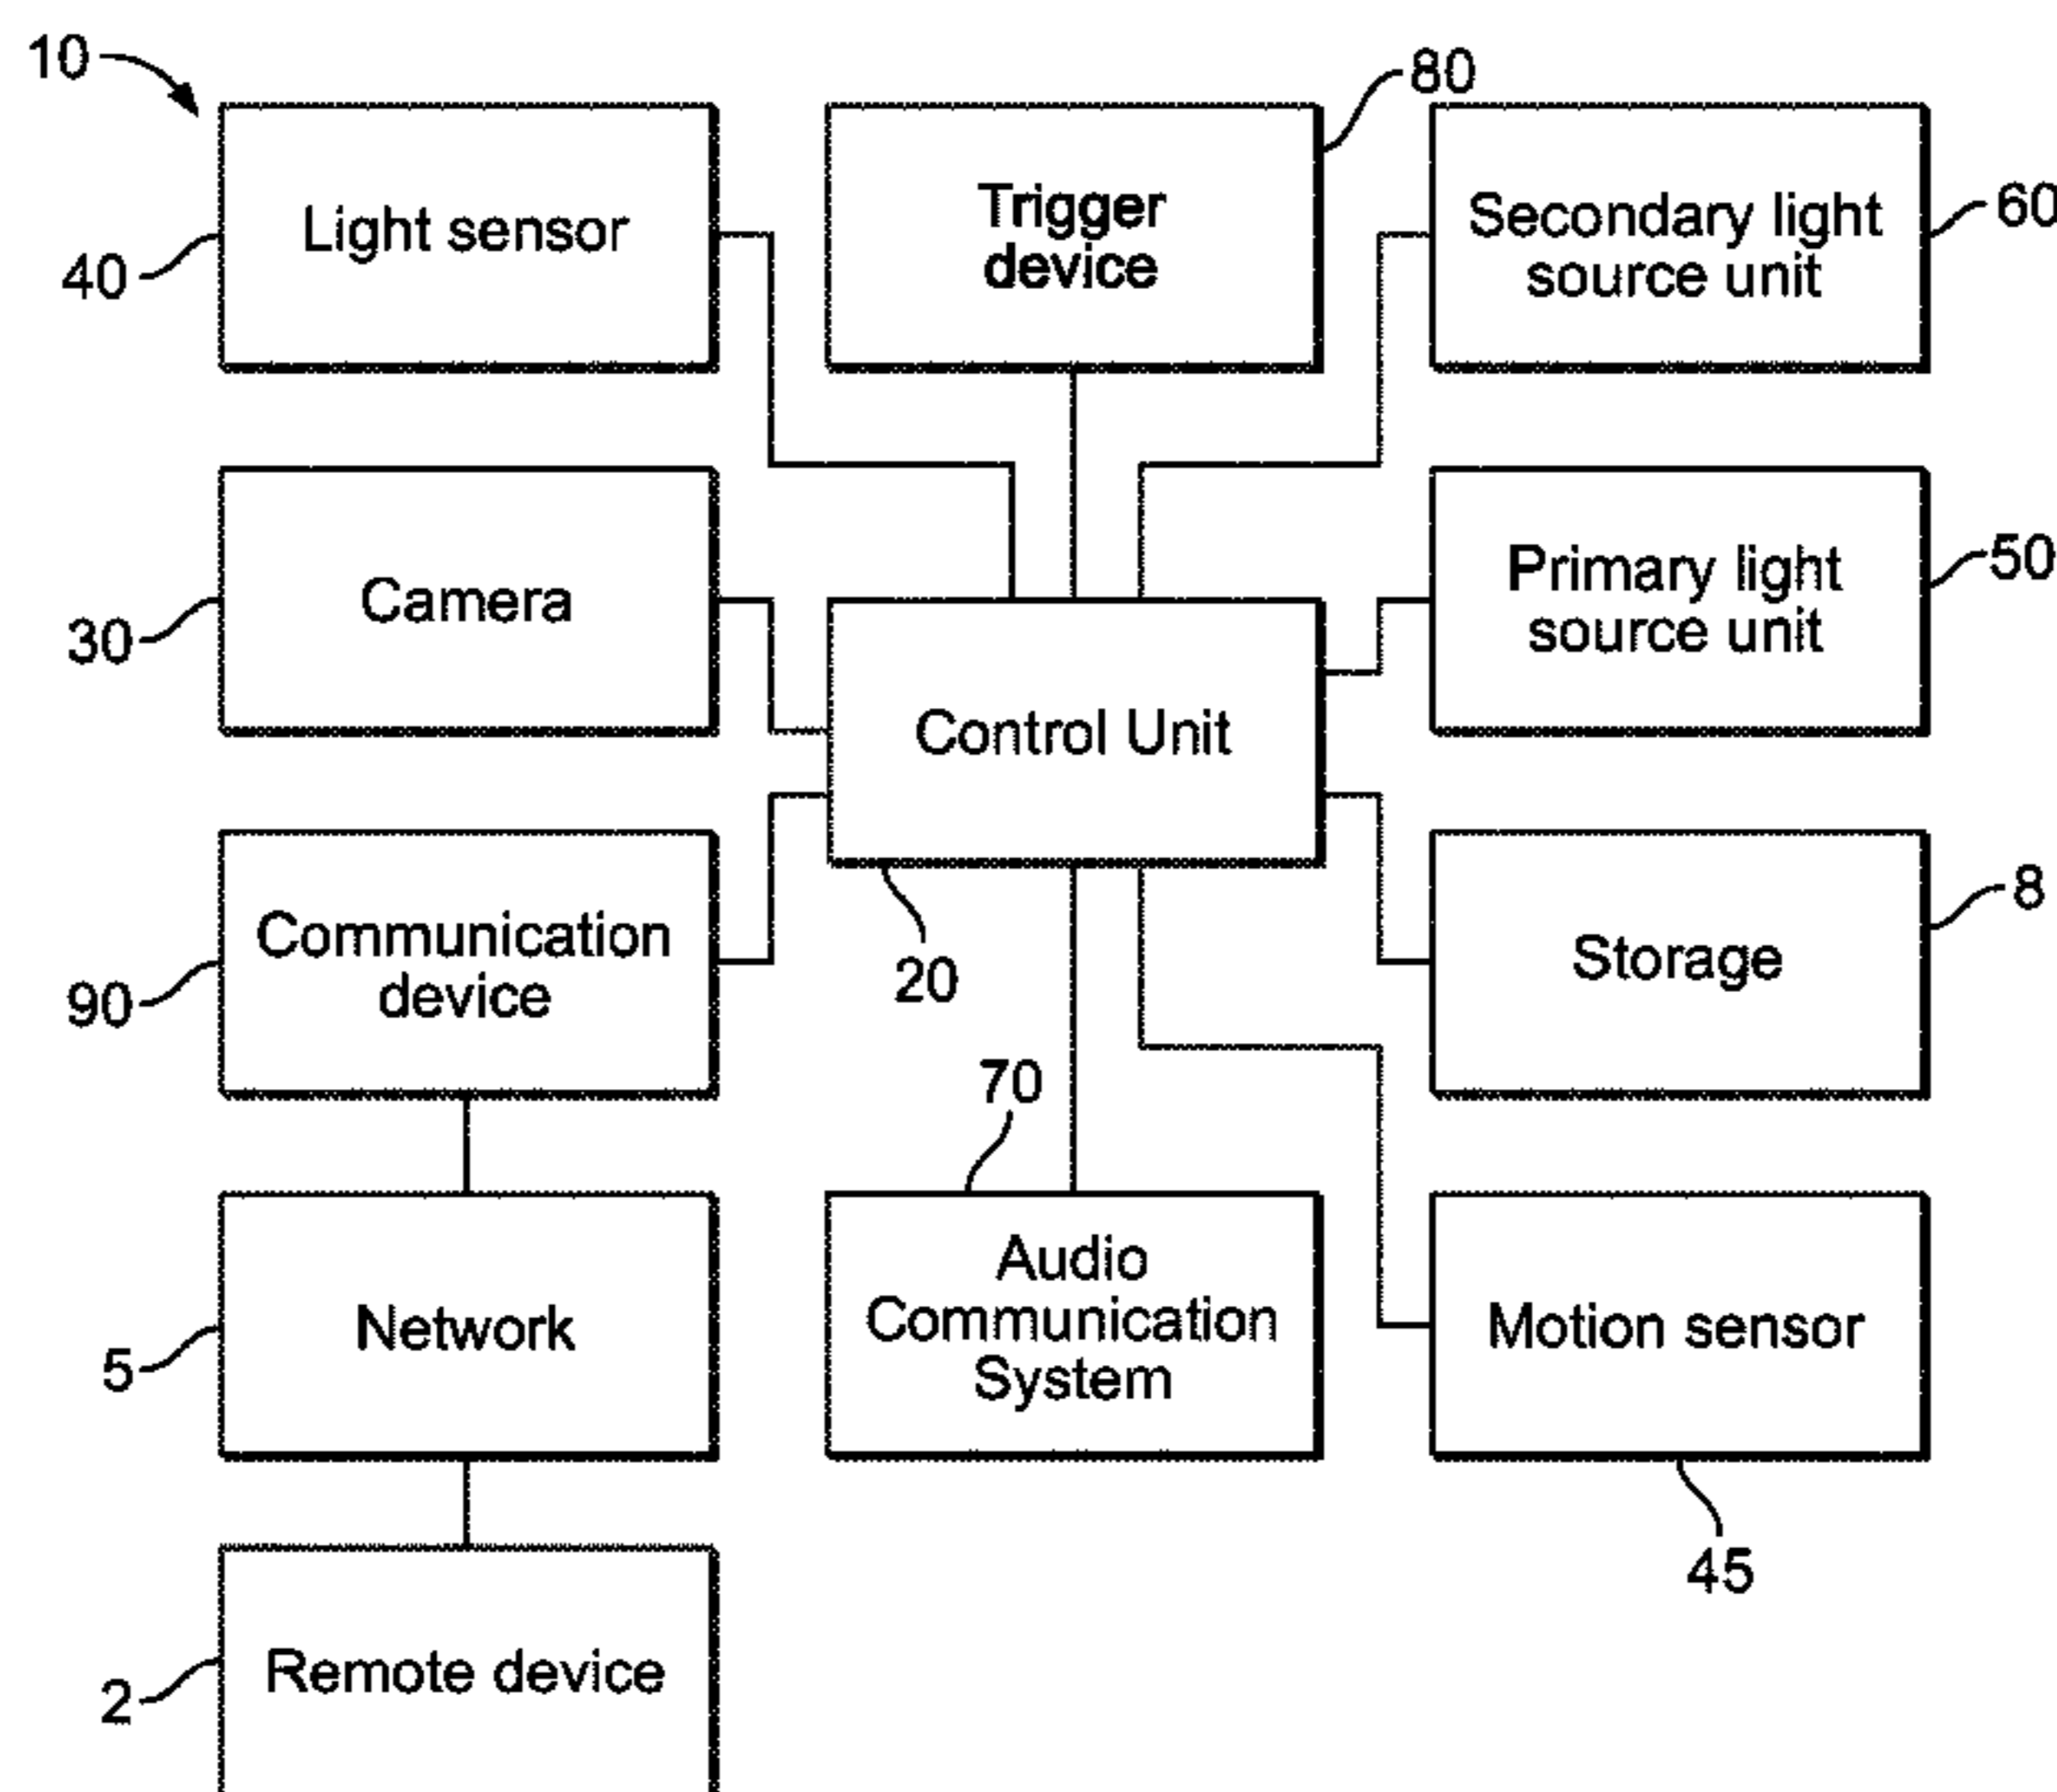 10
80
Light sensor
40
Trigger
device
Secondary light
source unit
60
Camera
30
Primary light
source unit
50
Control Unit
20
Communication
device
90
Storage
8
70
Network
5
Audio
Communication
System
Motion sensor
45
Remote device
2